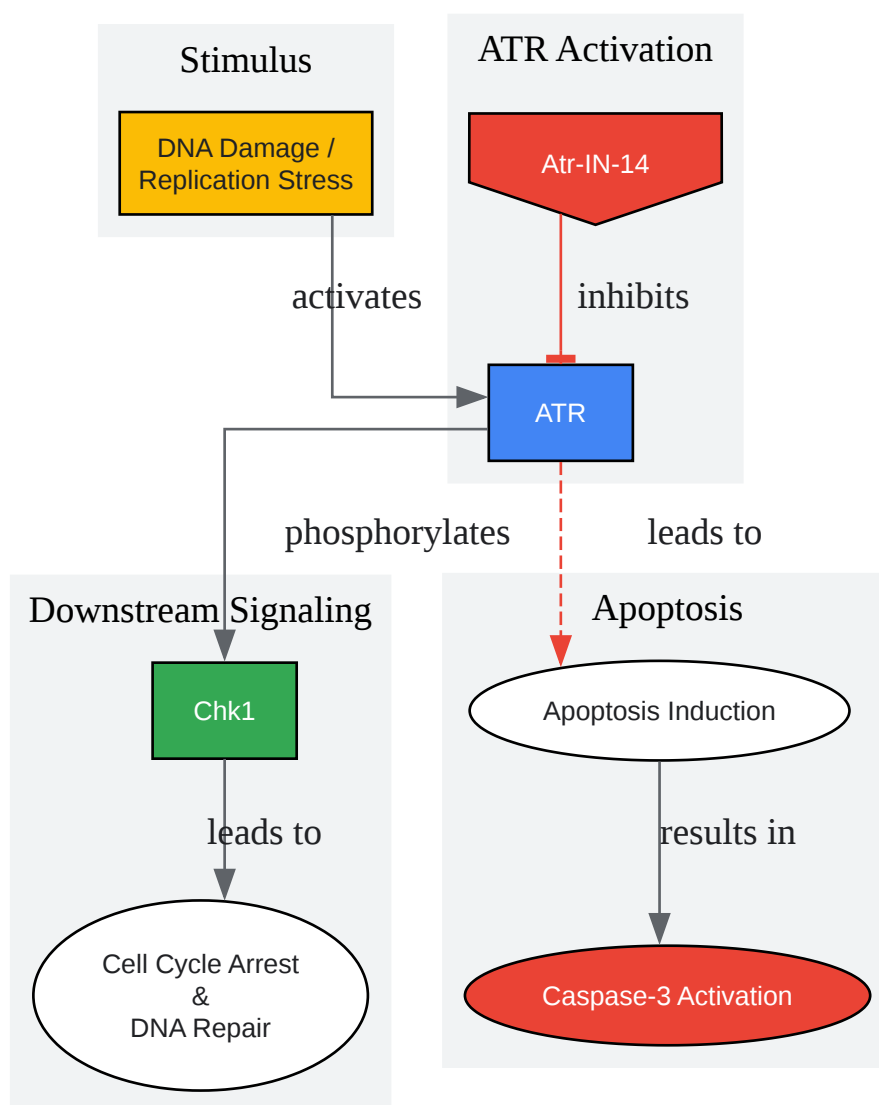 Stimulus
ATR Activation
DNA Damage /
Replication Stress
Atr-IN-14
activates
inhibits
ATR
phosphorylates
leads to
Downstream Signaling
Apoptosis
Chk1
Apoptosis Induction
leads to
results in
Cell Cycle Arrest
&
DNA Repair
Caspase-3 Activation